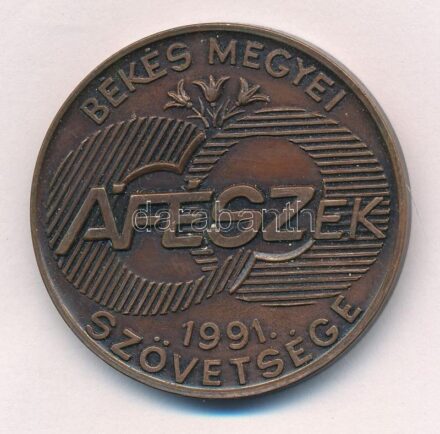 BÉKÉS MEGYEI
ÁFÉSZEK
darabanth
1991.
SZÖVETSÉGE